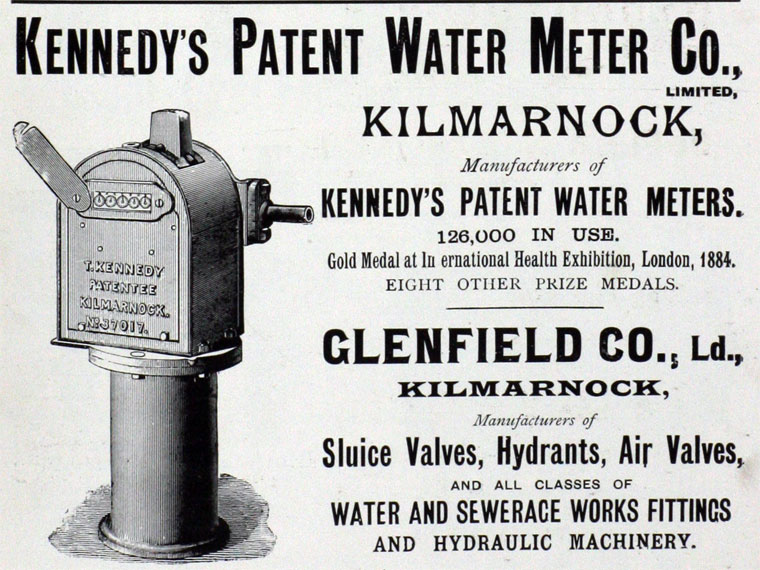 KENNEDY'S PATENT WATER METER CO.,
LIMITED,
KILMARNOCK,
Manufacturers of
KENNEDY'S PATENT WATER METERS.
126,000 IN USE.
Gold Medal at In ernational Health Exhibition, London, 1884.
EIGHT OTHER PRIZE MEDALS.
GLENFIELD CO., Ld.,
KILMARNOCK,
Manufacturers of
Sluice Valves, Hydrants, Air Valves,
AND ALL CLASSES OF
WATER AND SEWERAGE WORKS FITTINGS
AND HYDRAULIC MACHINERY.
00000
T. KENNEDY
PATENTEE
KILMARNOCK.
No. 37017.